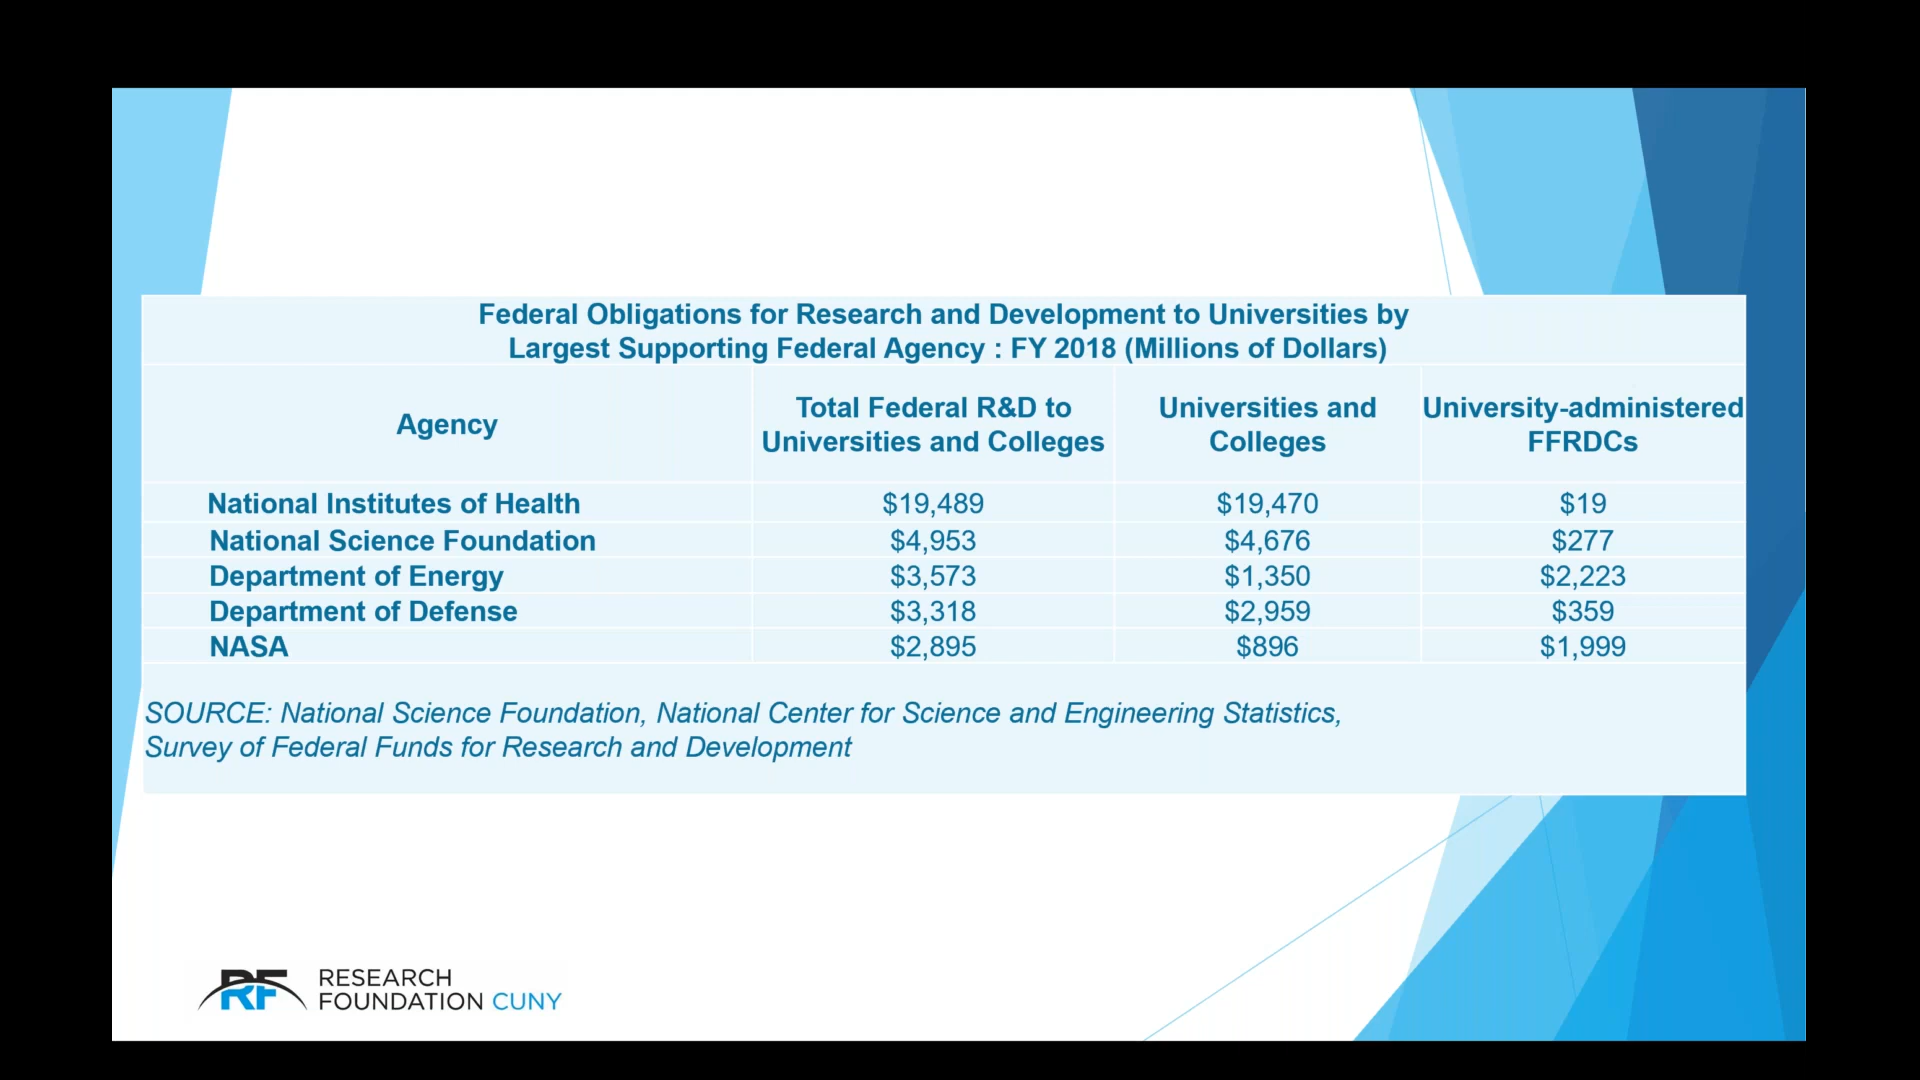 Federal Obligations for Research and Development to Universities by
Largest Supporting Federal Agency : FY 2018 (Millions of Dollars)
Agency
Total Federal R&D to
Universities and Colleges
Universities and
Colleges
University-administered
FFRDCs
National Institutes of Health $19,489 $19,470 $19
National Science Foundation $4,953 $4,676 $277
Department of Energy $3,573 $1,350 $2,223
Department of Defense $3,318 $2,959 $359
NASA $2,895 $896 $1,999
SOURCE: National Science Foundation, National Center for Science and Engineering Statistics,
Survey of Federal Funds for Research and Development
RF
RESEARCH
FOUNDATION CUNY